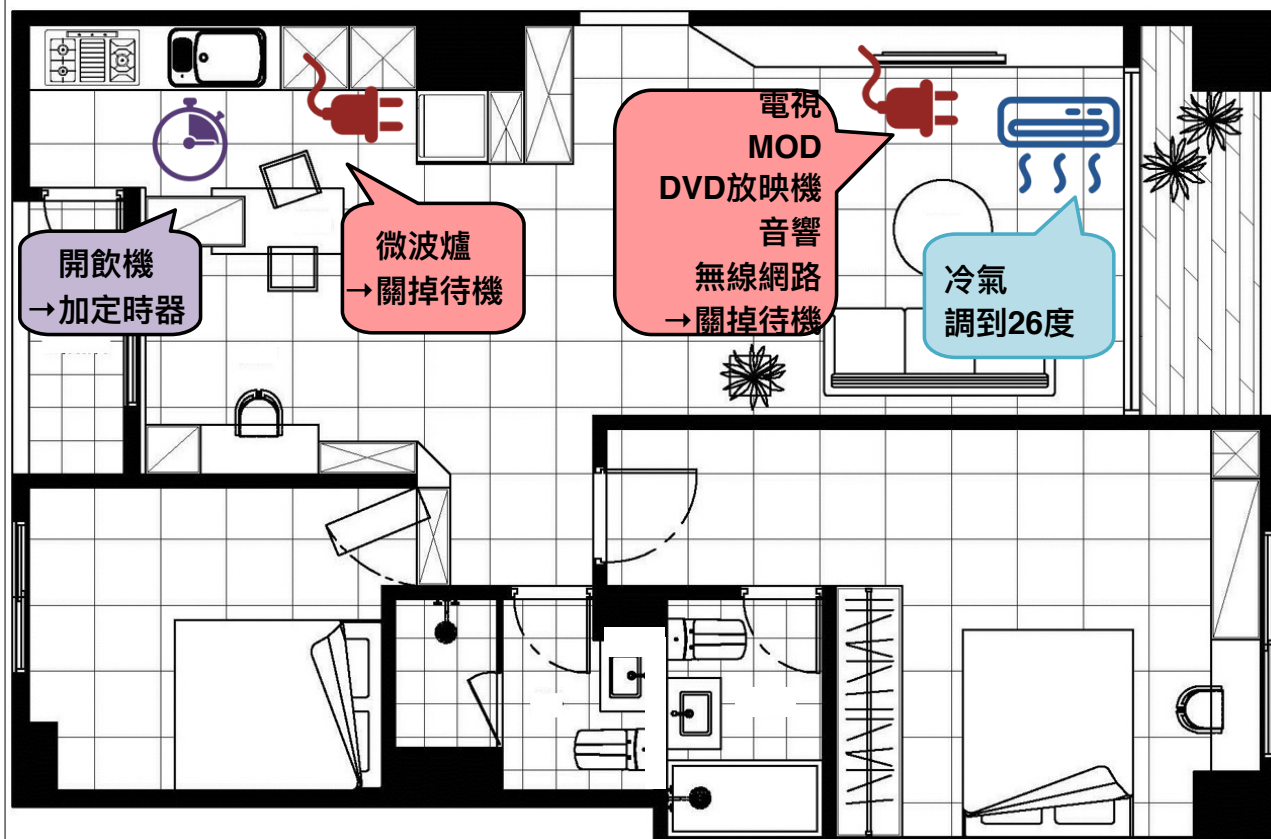 電視
MOD
DVD放映機
音響
無線網路
→關掉待機
開飲機
→加定時器
微波爐
→關掉待機
冷氣
調到26度